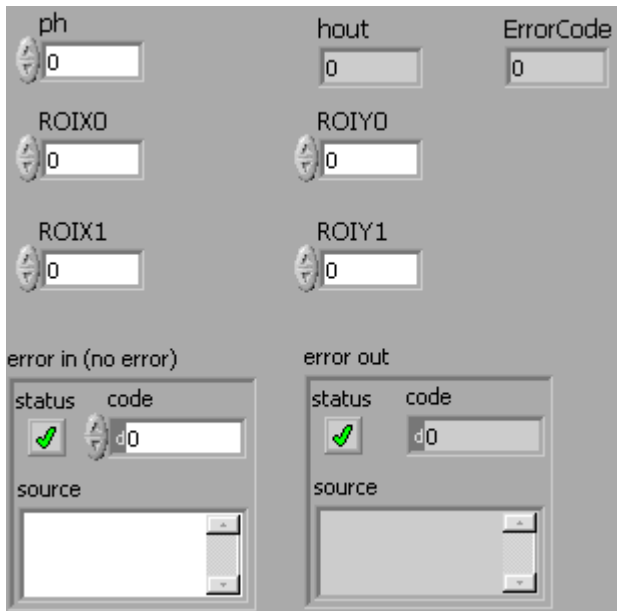 ph hout ErrorCode
0 0 0
ROIX0 ROIY0
0 0
ROIX1 ROIY1
0 0
error in (no error) error out
status code status code
d0 d0
source source